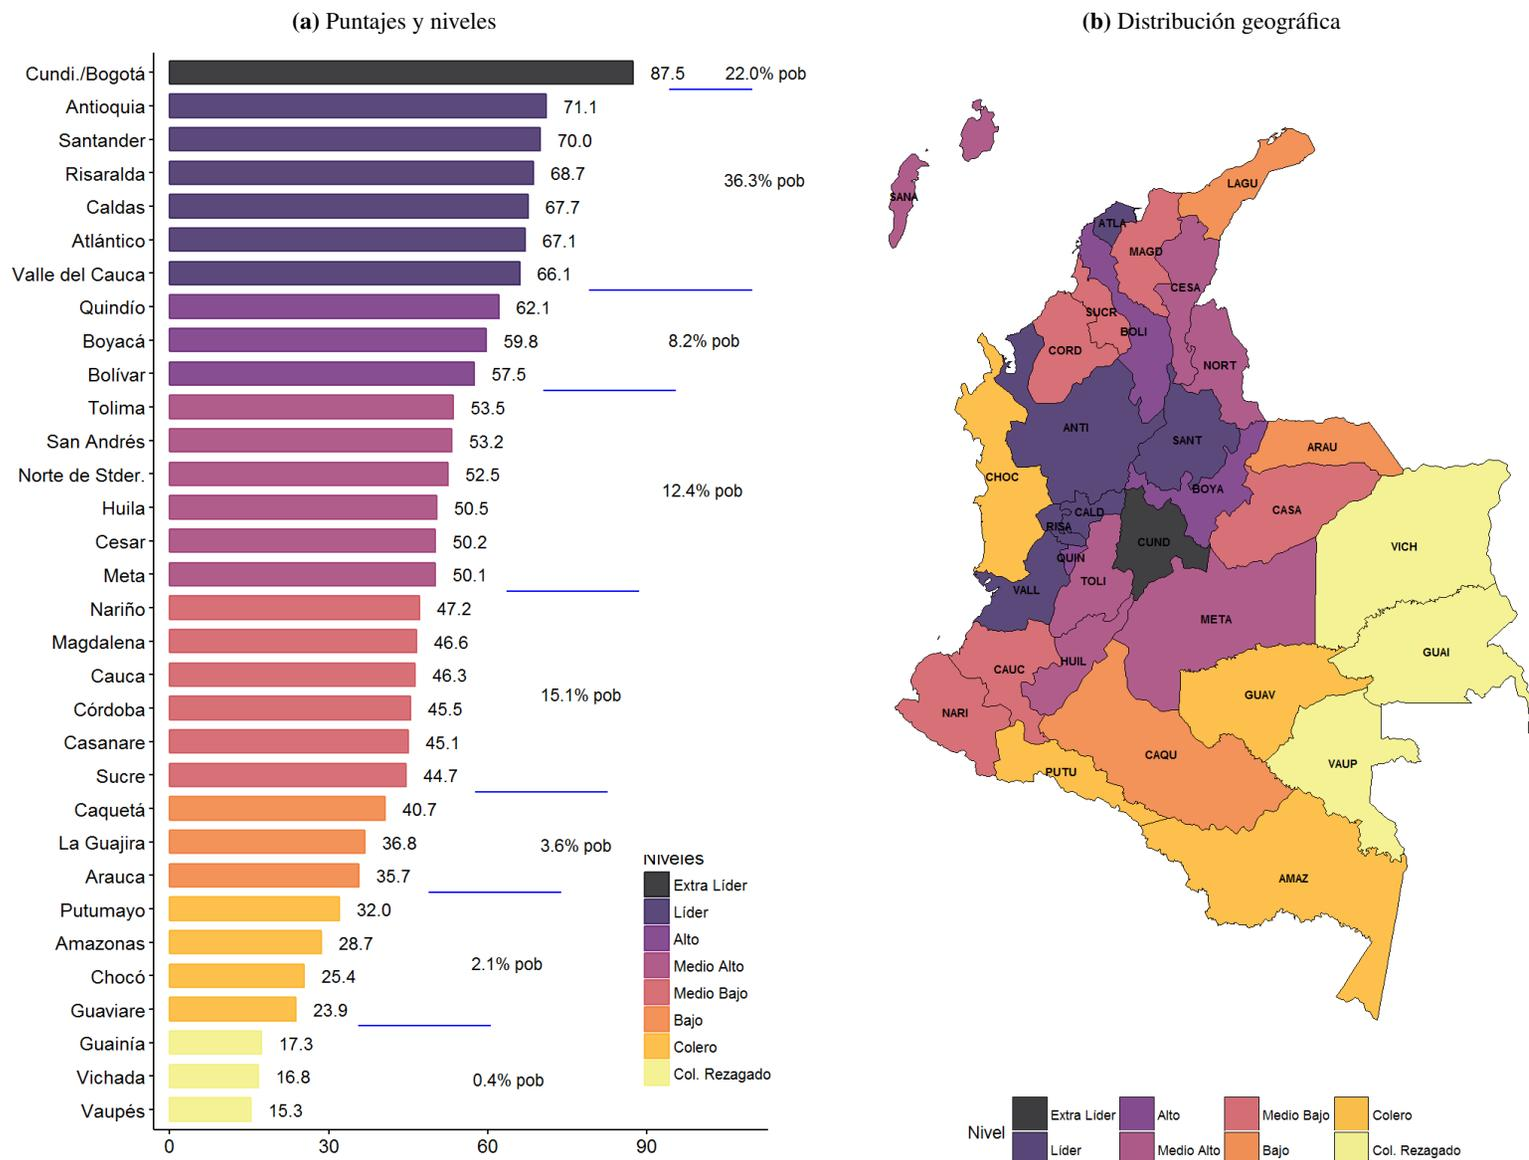 (a) Puntajes y niveles
Cundi./Bogotá 87.5 22.0% pob
Antioquia 71.1
Santander 70.0
Risaralda 68.7
36.3% pob
Caldas 67.7
Atlántico 67.1
Valle del Cauca 66.1
Quindío 62.1
Boyacá 59.8 8.2% pob
Bolívar 57.5
Tolima 53.5
San Andrés 53.2
Norte de Stder. 52.5
12.4% pob
Huila 50.5
Cesar 50.2
Meta 50.1
Nariño 47.2
Magdalena 46.6
Cauca 46.3
15.1% pob
Córdoba 45.5
Casanare 45.1
Sucre 44.7
Caquetá 40.7
La Guajira 36.8 3.6% pob
Arauca 35.7
Putumayo 32.0
Amazonas 28.7
2.1% pob
Chocó 25.4
Guaviare 23.9
Guainía 17.3
Vichada 16.8
0.4% pob
Vaupés 15.3
0 30 60 90
Niveles
Extra Líder
Líder
Alto
Medio Alto
Medio Bajo
Bajo
Colero
Col. Rezagado
(b) Distribución geográfica
LAGU
SANA
ATLA
MAGD
CESA
SUCR
BOLI
CORD
NORT
ANTI
SANT
ARAU
CHOC
BOYA
CASA
CALD
RISA
CUND
VICH
QUIN
TOLI
VALL
META
GUAI
HUIL
CAUC
GUAV
NARI
CAQU
VAUP
PUTU
AMAZ
Nivel
Extra Líder Alto Medio Bajo Colero
Líder Medio Alto Bajo Col. Rezagado